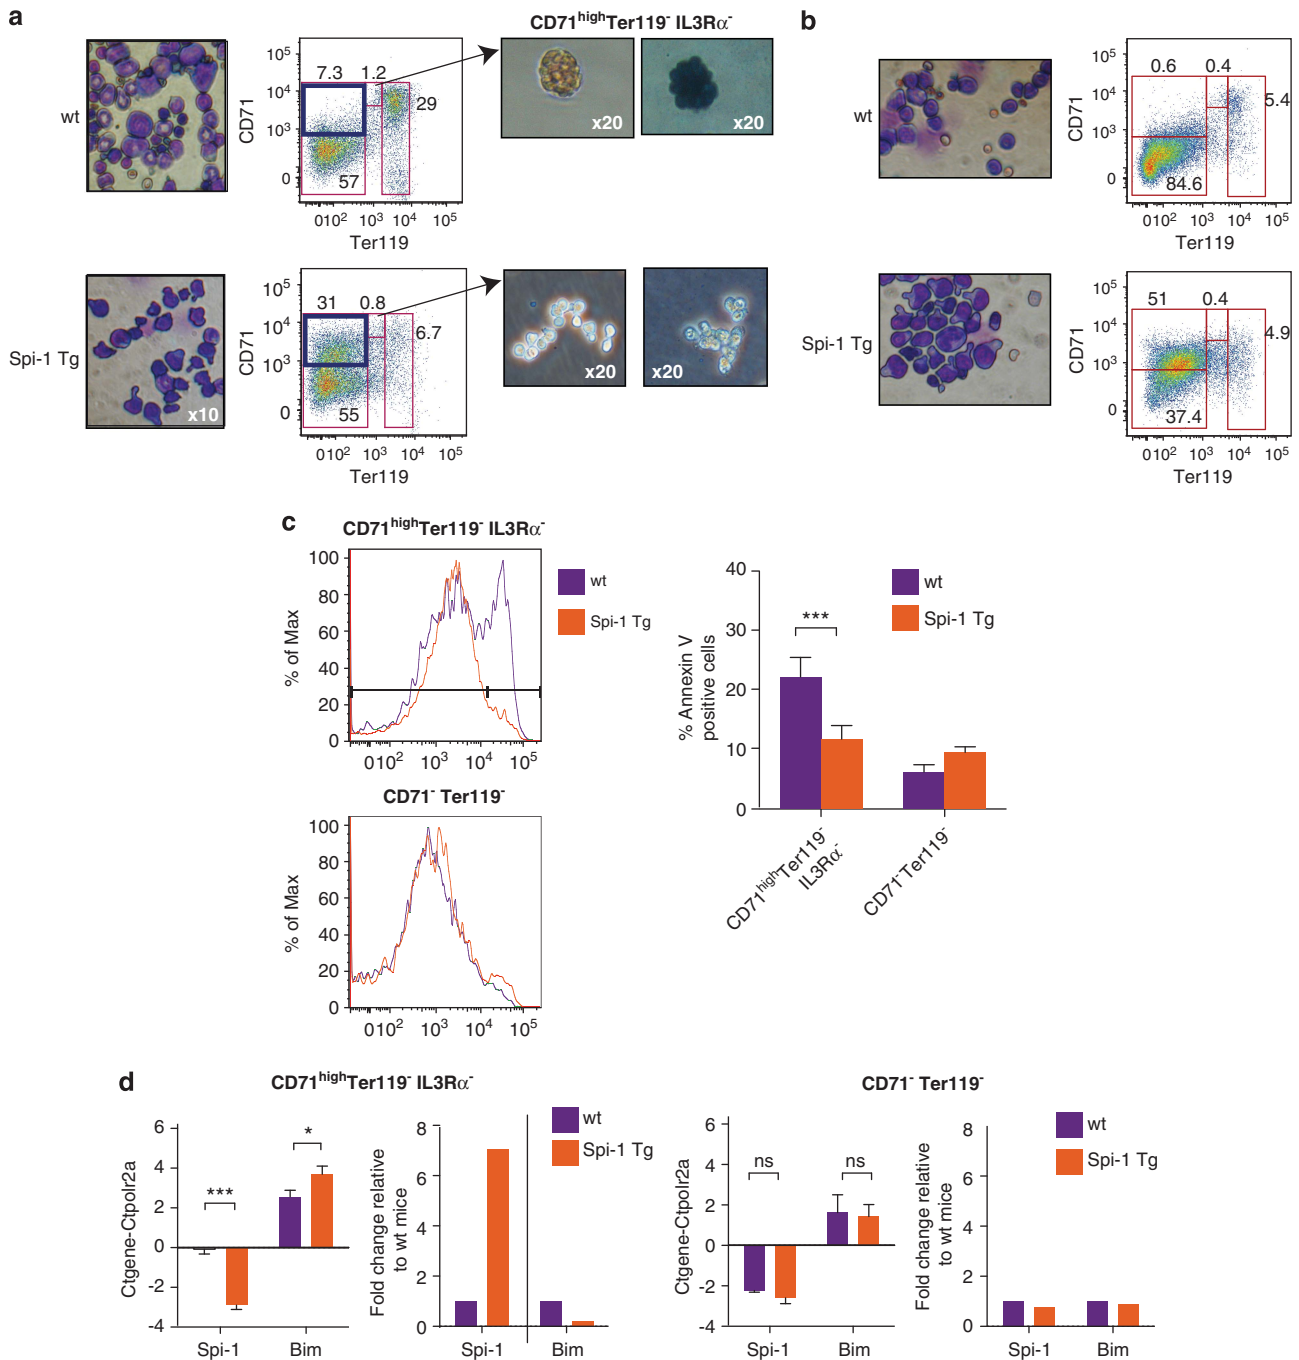 a
CD71highTer119- IL3Rα-
b
wt
CD71
10⁵
10⁴
10³
0
7.3
1.2
29
57
010² 10³ 10⁴ 10⁵
Ter119
x20
x20
wt
CD71
10⁵
10⁴
10³
0
0.6
0.4
5.4
84.6
010² 10³ 10⁴ 10⁵
Ter119
Spi-1 Tg
x10
CD71
10⁵
10⁴
10³
0
31
0.8
6.7
55
010² 10³ 10⁴ 10⁵
Ter119
x20
x20
Spi-1 Tg
CD71
10⁵
10⁴
10³
0
51
0.4
4.9
37.4
010² 10³ 10⁴ 10⁵
Ter119
c
CD71highTer119- IL3Rα-
% of Max
100
80
60
40
20
0
010² 10³ 10⁴ 10⁵
wt
Spi-1 Tg
CD71- Ter119-
% of Max
100
80
60
40
20
0
010² 10³ 10⁴ 10⁵
% Annexin V
positive cells
40
30
20
10
0
***
wt
Spi-1 Tg
CD71highTer119-
IL3Rα-
CD71-Ter119-
d
CD71highTer119- IL3Rα-
Ctgene-Ctpolr2a
6
4
2
0
-2
-4
***
*
Spi-1 Bim
Fold change relative
to wt mice
8
6
4
2
0
Spi-1 Bim
wt
Spi-1 Tg
CD71- Ter119-
Ctgene-Ctpolr2a
6
4
2
0
-2
-4
ns
ns
Spi-1 Bim
Fold change relative
to wt mice
8
6
4
2
0
Spi-1 Bim
wt
Spi-1 Tg